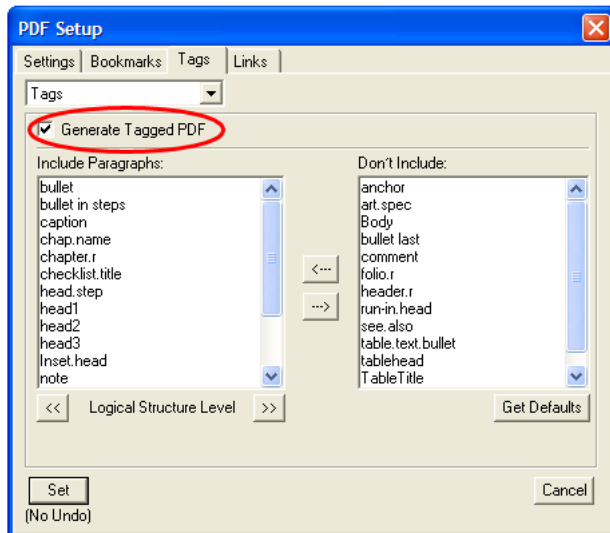 PDF Setup
Settings Bookmarks Tags Links
Tags
Generate Tagged PDF
Include Paragraphs:
bullet
bullet in steps
caption
chap.name
chapter.r
checklist.title
head.step
head1
head2
head3
Inset.head
note
<---
--->
Don't Include:
anchor
art.spec
Body
bullet last
comment
folio.r
header.r
run-in.head
see.also
table.text.bullet
tablehead
TableTitle
<< Logical Structure Level >>
Get Defaults
Set
(No Undo)
Cancel